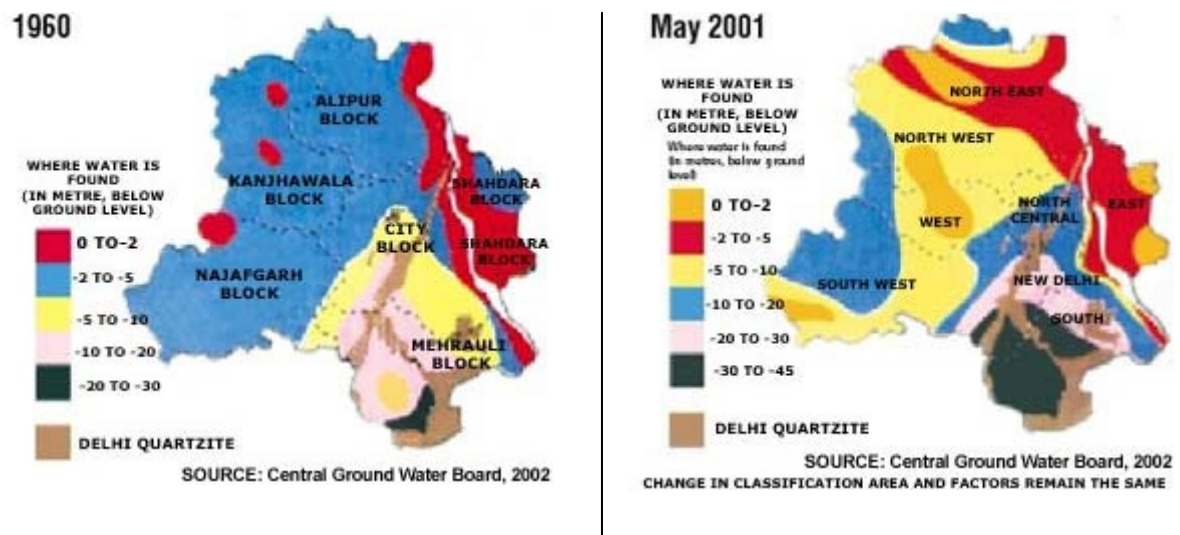 1960
WHERE WATER IS
FOUND
(IN METRE, BELOW
GROUND LEVEL)
0 TO-2
-2 TO -5
-5 TO -10
-10 TO -20
-20 TO -30
DELHI QUARTZITE
ALIPUR
BLOCK
KANJHAWALA
BLOCK
SHAHDARA
BLOCK
CITY
BLOCK
SHAHDARA
BLOCK
NAJAFGARH
BLOCK
MEHRAULI
BLOCK
SOURCE: Central Ground Water Board, 2002
May 2001
WHERE WATER IS
FOUND
(IN METRE, BELOW
GROUND LEVEL)
Where water is found
(in metres, below ground
level)
0 TO-2
-2 TO -5
-5 TO -10
-10 TO -20
-20 TO -30
-30 TO -45
DELHI QUARTZITE
NORTH EAST
NORTH WEST
NORTH
CENTRAL
EAST
WEST
SOUTH WEST
NEW DELHI
SOUTH
SOURCE: Central Ground Water Board, 2002
CHANGE IN CLASSIFICATION AREA AND FACTORS REMAIN THE SAME